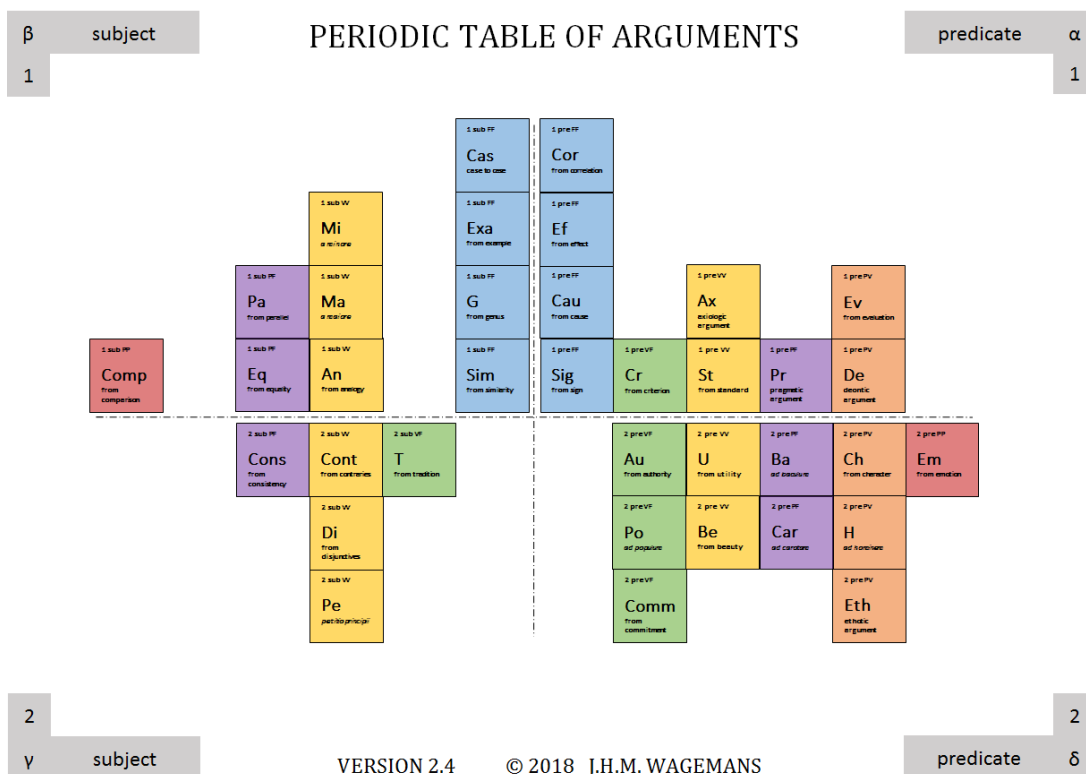 β subject
PERIODIC TABLE OF ARGUMENTS
predicate α
1
1
1 sub FF
Cas
case to case
1 pre FF
Cor
from correlation
1 sub VV
Mi
a minore
1 sub FF
Exa
from example
1 pre FF
Ef
from effect
1 sub PF
Pa
from parallel
1 sub VV
Ma
a maiore
1 sub FF
G
from genus
1 pre FF
Cau
from cause
1 pre VV
Ax
axiologic
argument
1 pre PV
Ev
from evaluation
1 sub PP
Comp
from
comparison
1 sub PF
Eq
from equality
1 sub VV
An
from analogy
1 sub FF
Sim
from similarity
1 pre FF
Sig
from sign
1 pre VF
Cr
from criterion
1 pre VV
St
from standard
1 pre PF
Pr
pragmatic
argument
1 pre PV
De
deontic
argument
2 sub PF
Cons
from
consistency
2 sub VV
Cont
from contraries
2 sub VF
T
from tradition
2 pre VF
Au
from authority
2 pre VV
U
from utility
2 pre PF
Ba
ad baculum
2 pre PV
Ch
from character
2 pre PP
Em
from emotion
2 sub VV
Di
from
disjunctives
2 pre VF
Po
ad populum
2 pre VV
Be
from beauty
2 pre PF
Car
ad carotam
2 pre PV
H
ad hominem
2 sub VV
Pe
petitio principii
2 pre VF
Comm
from
commitment
2 pre PV
Eth
ethotic
argument
2
2
γ subject
VERSION 2.4 © 2018 J.H.M. WAGEMANS
predicate δ